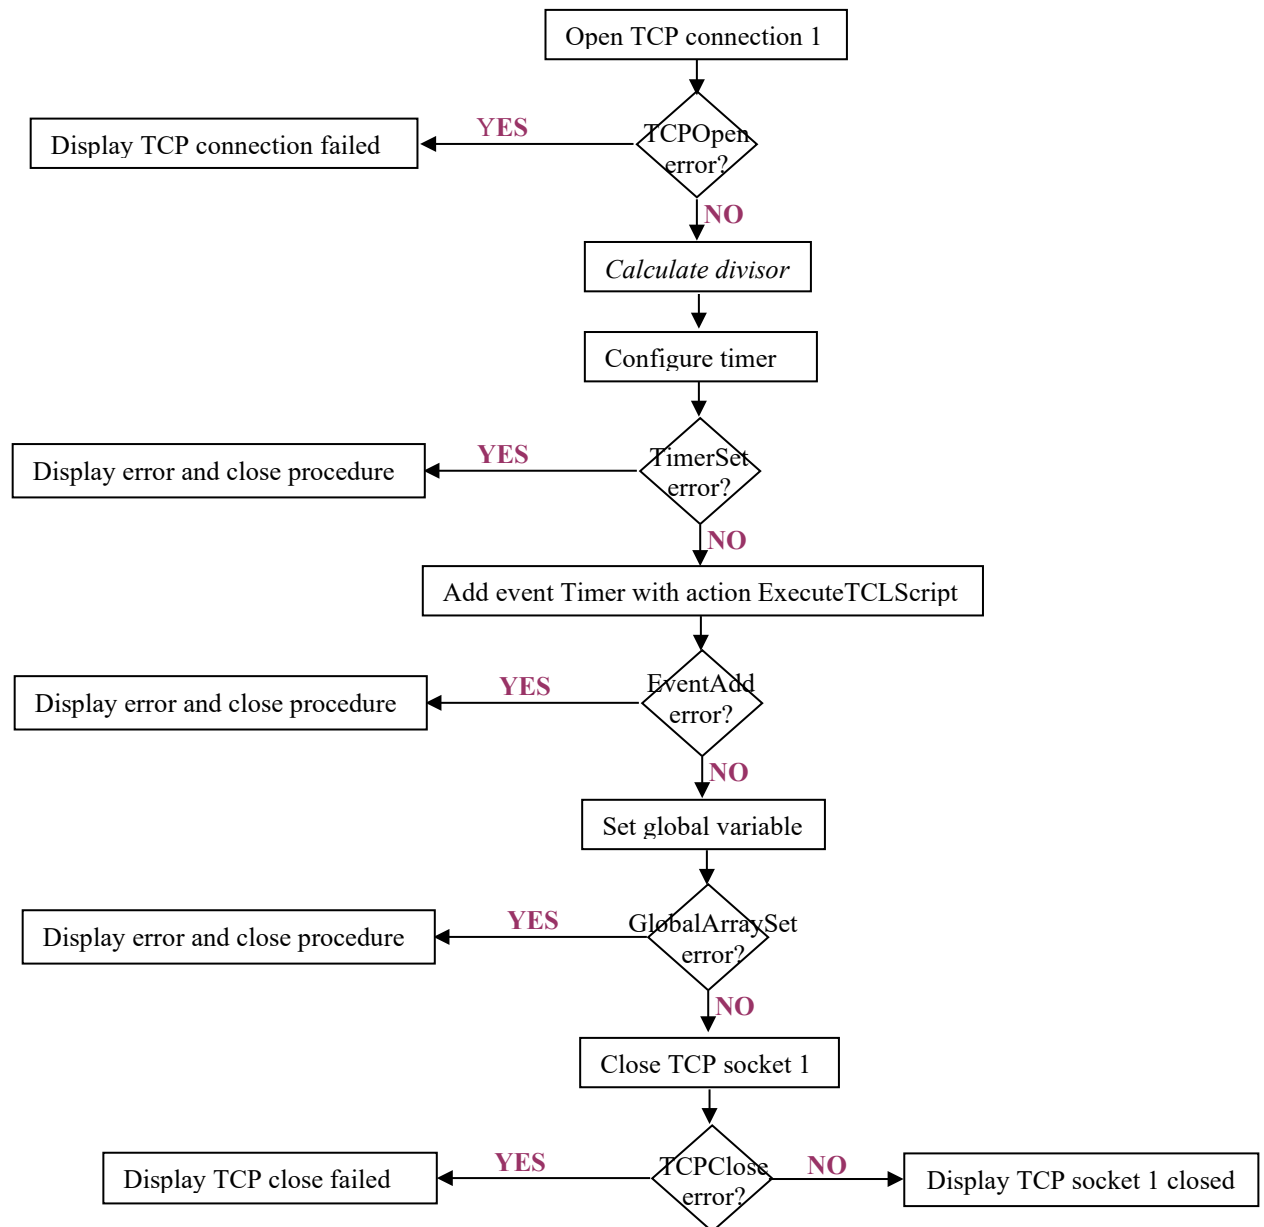 Open TCP connection 1
YES
TCPOpen
error?
Display TCP connection failed
NO
Calculate divisor
Configure timer
YES
TimerSet
error?
Display error and close procedure
NO
Add event Timer with action ExecuteTCLScript
YES
EventAdd
error?
Display error and close procedure
NO
Set global variable
YES
GlobalArraySet
error?
Display error and close procedure
NO
Close TCP socket 1
YES
TCPClose
error?
NO
Display TCP close failed
Display TCP socket 1 closed